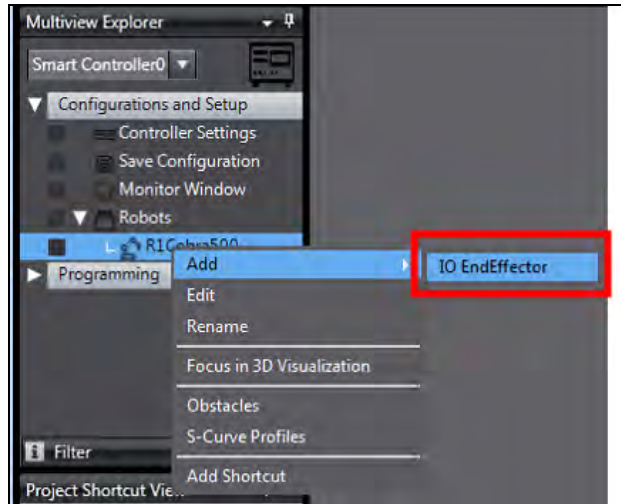 Multiview Explorer
Smart Controller0
Configurations and Setup
Controller Settings
Save Configuration
Monitor Window
Robots
R1Cobra500
Programming
Add
IO EndEffector
Edit
Rename
Focus in 3D Visualization
Obstacles
S-Curve Profiles
Add Shortcut
Filter
Project Shortcut View